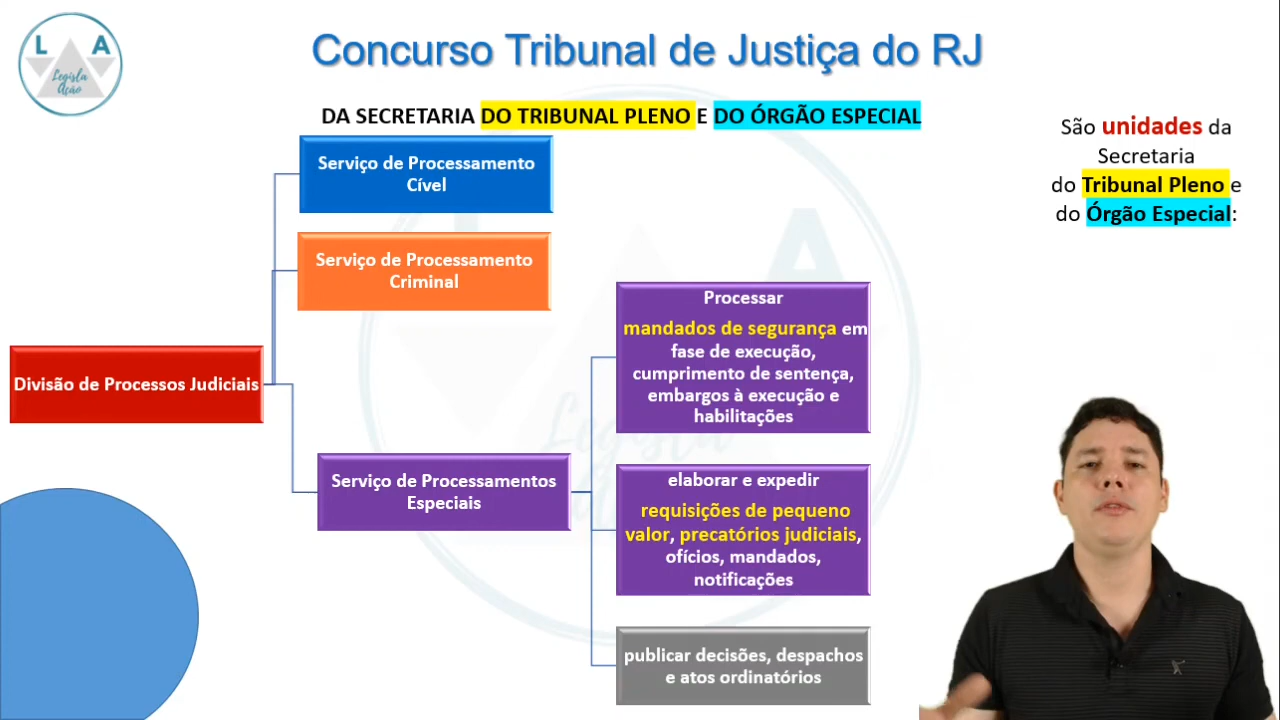 L A
Legisla
Ação
Concurso Tribunal de Justiça do RJ
DA SECRETARIA DO TRIBUNAL PLENO E DO ÓRGÃO ESPECIAL
São unidades da
Secretaria
do Tribunal Pleno e
do Órgão Especial:
Serviço de Processamento
Cível
Serviço de Processamento
Criminal
Divisão de Processos Judiciais
Serviço de Processamentos
Especiais
Processar
mandados de segurança em
fase de execução,
cumprimento de sentença,
embargos à execução e
habilitações
elaborar e expedir
requisições de pequeno
valor, precatórios judiciais,
ofícios, mandados,
notificações
publicar decisões, despachos
e atos ordinatórios